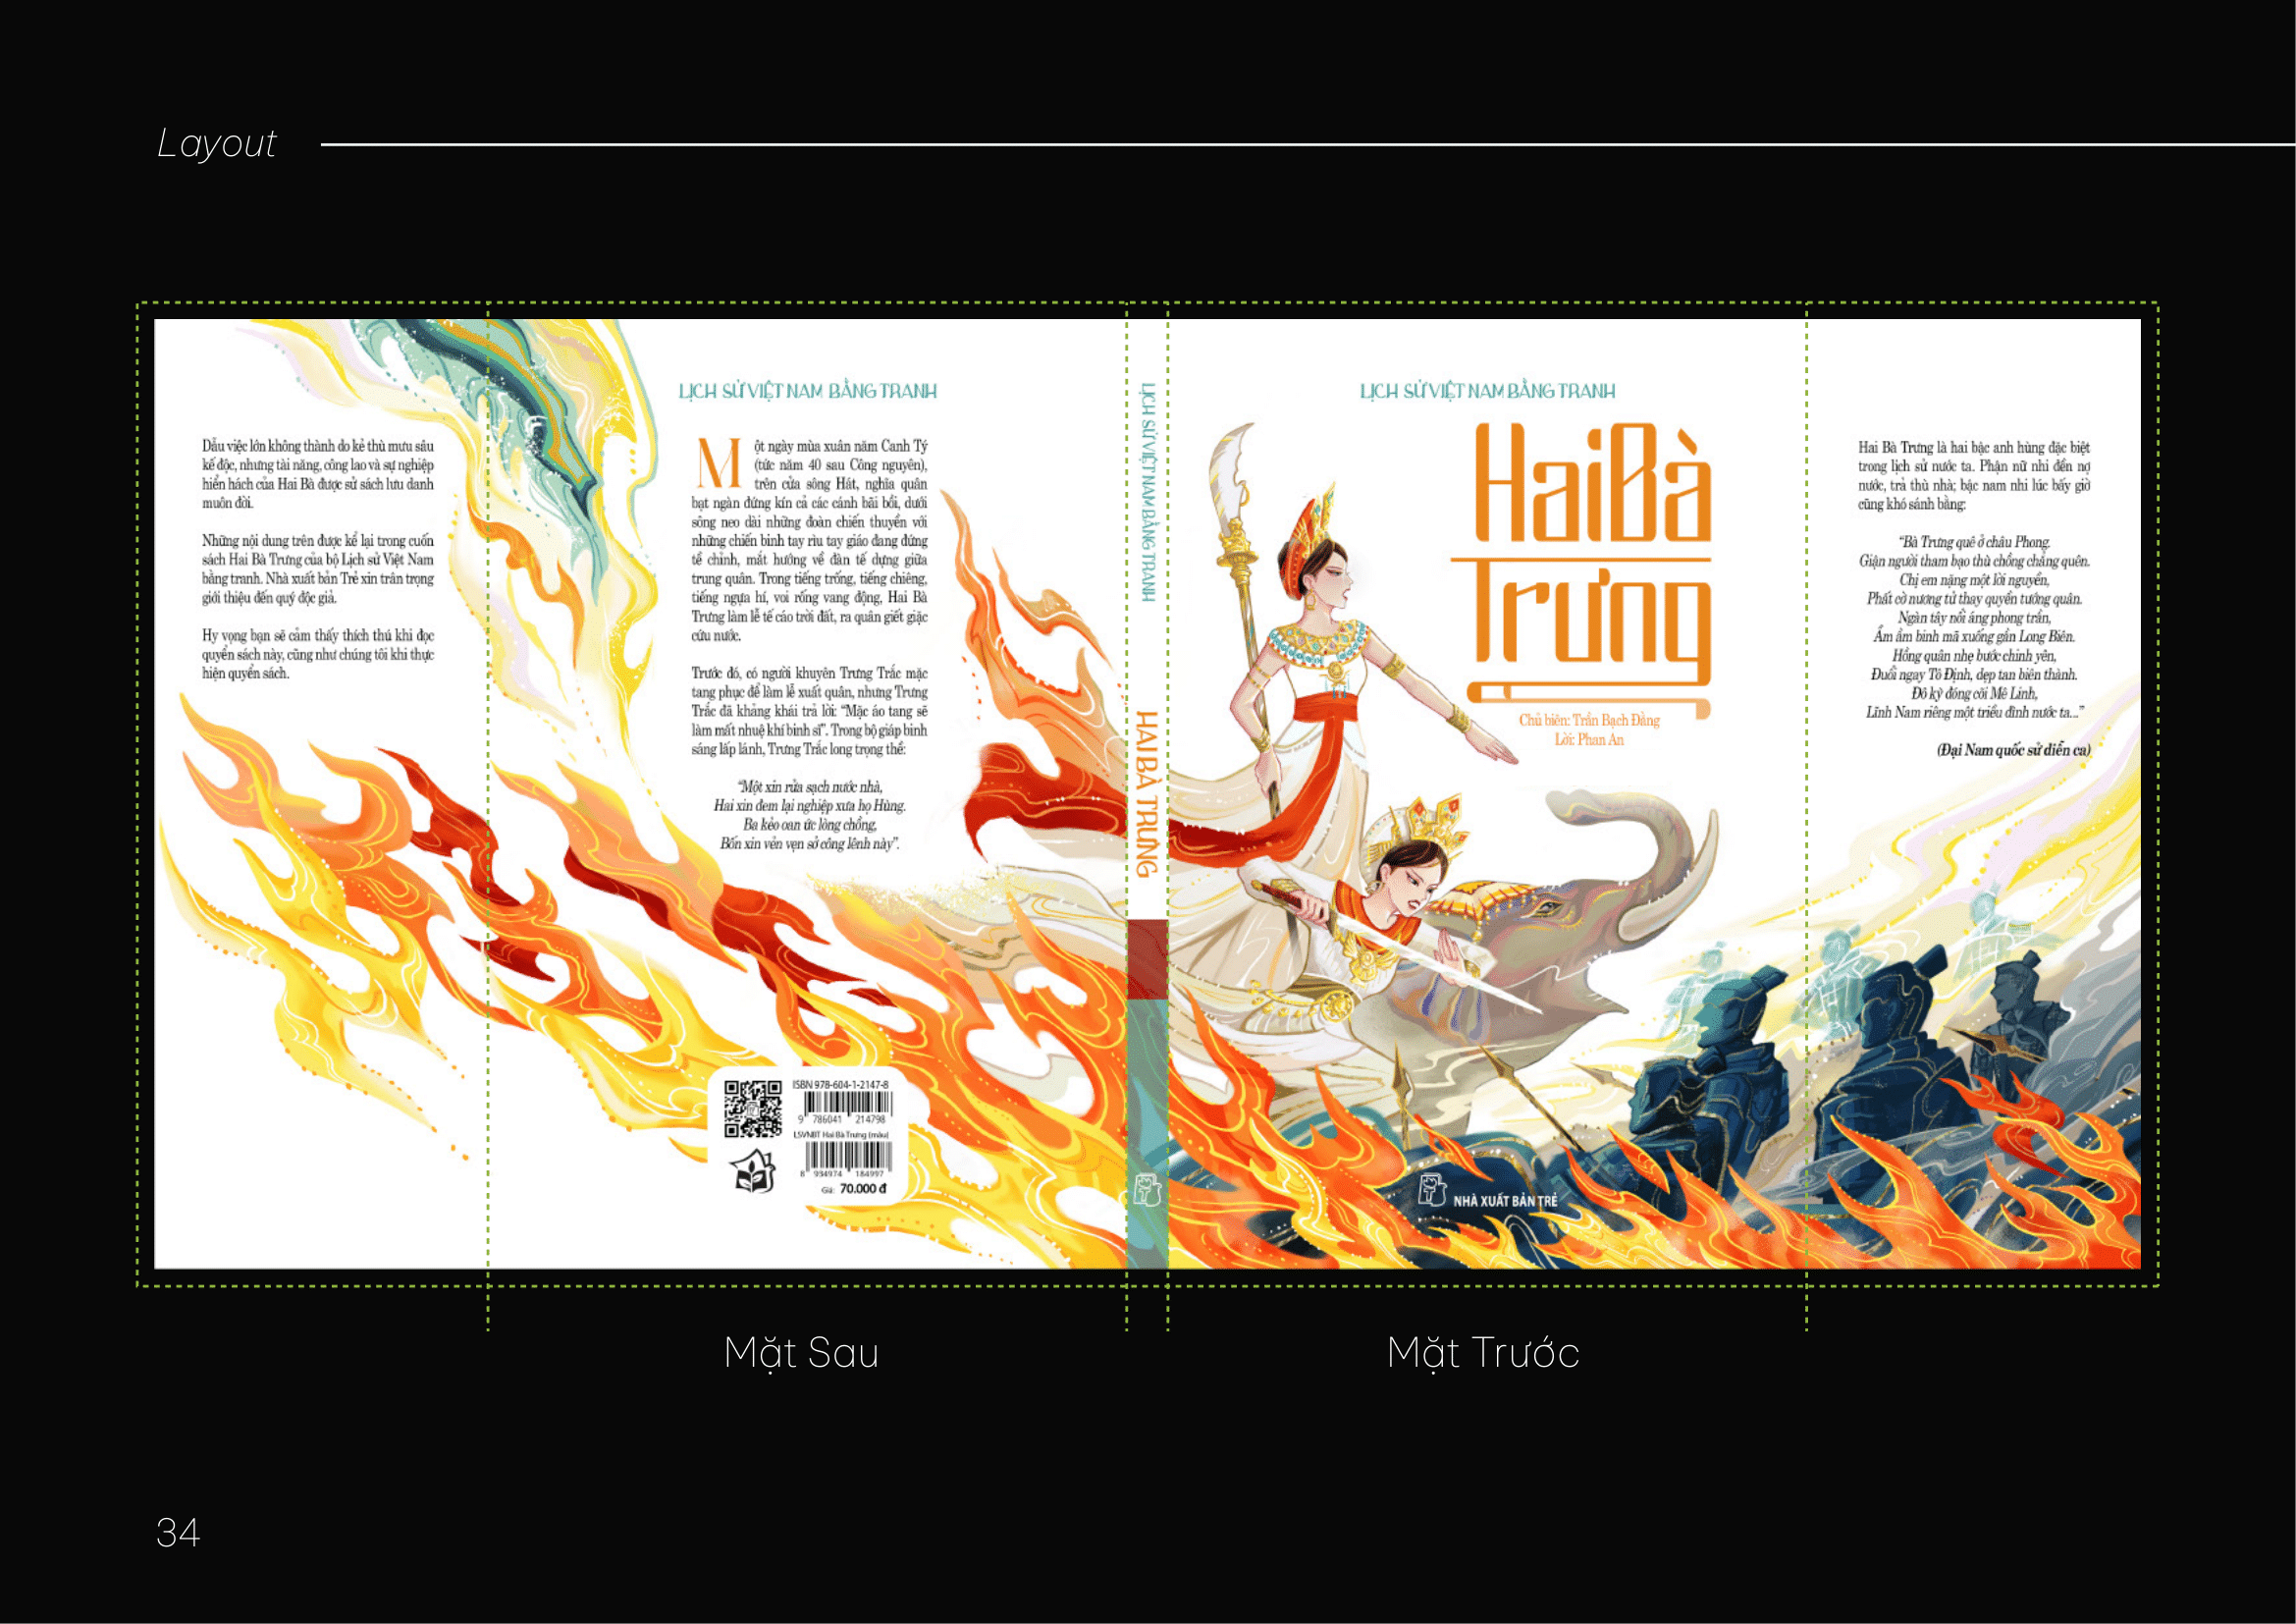 Layout
Dẫu việc lớn không thành do kẻ thù mưu sâu
kế độc, nhưng tài năng, công lao và sự nghiệp
hiển hách của Hai Bà được sử sách lưu danh
muôn đời.
Những nội dung trên được kể lại trong cuốn
sách Hai Bà Trưng của bộ Lịch sử Việt Nam
bằng tranh. Nhà xuất bản Trẻ xin trân trọng
giới thiệu đến quý độc giả.
Hy vọng bạn sẽ cảm thấy thích thú khi đọc
quyển sách này, cũng như chúng tôi khi thực
hiện quyển sách.
LỊCH SỬ VIỆT NAM BẰNG TRANH
Một ngày mùa xuân năm Canh Tý
(tức năm 40 sau Công nguyên),
trên cửa sông Hát, nghĩa quân
bạt ngàn đứng kín cả các cánh bãi bồi, dưới
sông neo dài những đoàn chiến thuyền với
những chiến binh tay rìu tay giáo đang đứng
tề chỉnh, mắt hướng về đàn tế dựng giữa
trung quân. Trong tiếng trống, tiếng chiêng,
tiếng ngựa hí, voi rống vang động, Hai Bà
Trưng làm lễ tế cáo trời đất, ra quân giết giặc
cứu nước.
Trước đó, có người khuyên Trưng Trắc mặc
tang phục để làm lễ xuất quân, nhưng Trưng
Trắc đã khảng khái trả lời: “Mặc áo tang sẽ
làm mất nhuệ khí binh sĩ”. Trong bộ giáp binh
sáng lấp lánh, Trưng Trắc long trọng thề:
“Một xin rửa sạch nước nhà,
Hai xin đem lại nghiệp xưa họ Hùng.
Ba kẻo oan ức lòng chồng,
Bốn xin vẻn vẹn sở công lênh này”.
ISBN 978-604-1-2147-8
9 786041 214798
LSVNBT Hai Bà Trưng (màu)
8 934974 184997
Giá: 70.000 đ
LỊCH SỬ VIỆT NAM BẰNG TRANH
HAI BÀ TRƯNG
LỊCH SỬ VIỆT NAM BẰNG TRANH
Hai Bà
Trưng
Chủ biên: Trần Bạch Đằng
Lời: Phan An
NHÀ XUẤT BẢN TRẺ
Hai Bà Trưng là hai bậc anh hùng đặc biệt
trong lịch sử nước ta. Phận nữ nhi đền nợ
nước, trả thù nhà; bậc nam nhi lúc bấy giờ
cũng khó sánh bằng:
“Bà Trưng quê ở châu Phong.
Giận người tham bạo thù chồng chẳng quên.
Chị em nặng một lời nguyền,
Phất cờ nương tử thay quyền tướng quân.
Ngàn tây nổi áng phong trần,
Ầm ầm binh mã xuống gần Long Biên.
Hồng quân nhẹ bước chinh yên,
Đuổi ngay Tô Định, dẹp tan biên thành.
Đô kỳ đóng cõi Mê Linh,
Lĩnh Nam riêng một triều đình nước ta...”
(Đại Nam quốc sử diễn ca)
Mặt Sau
Mặt Trước
34